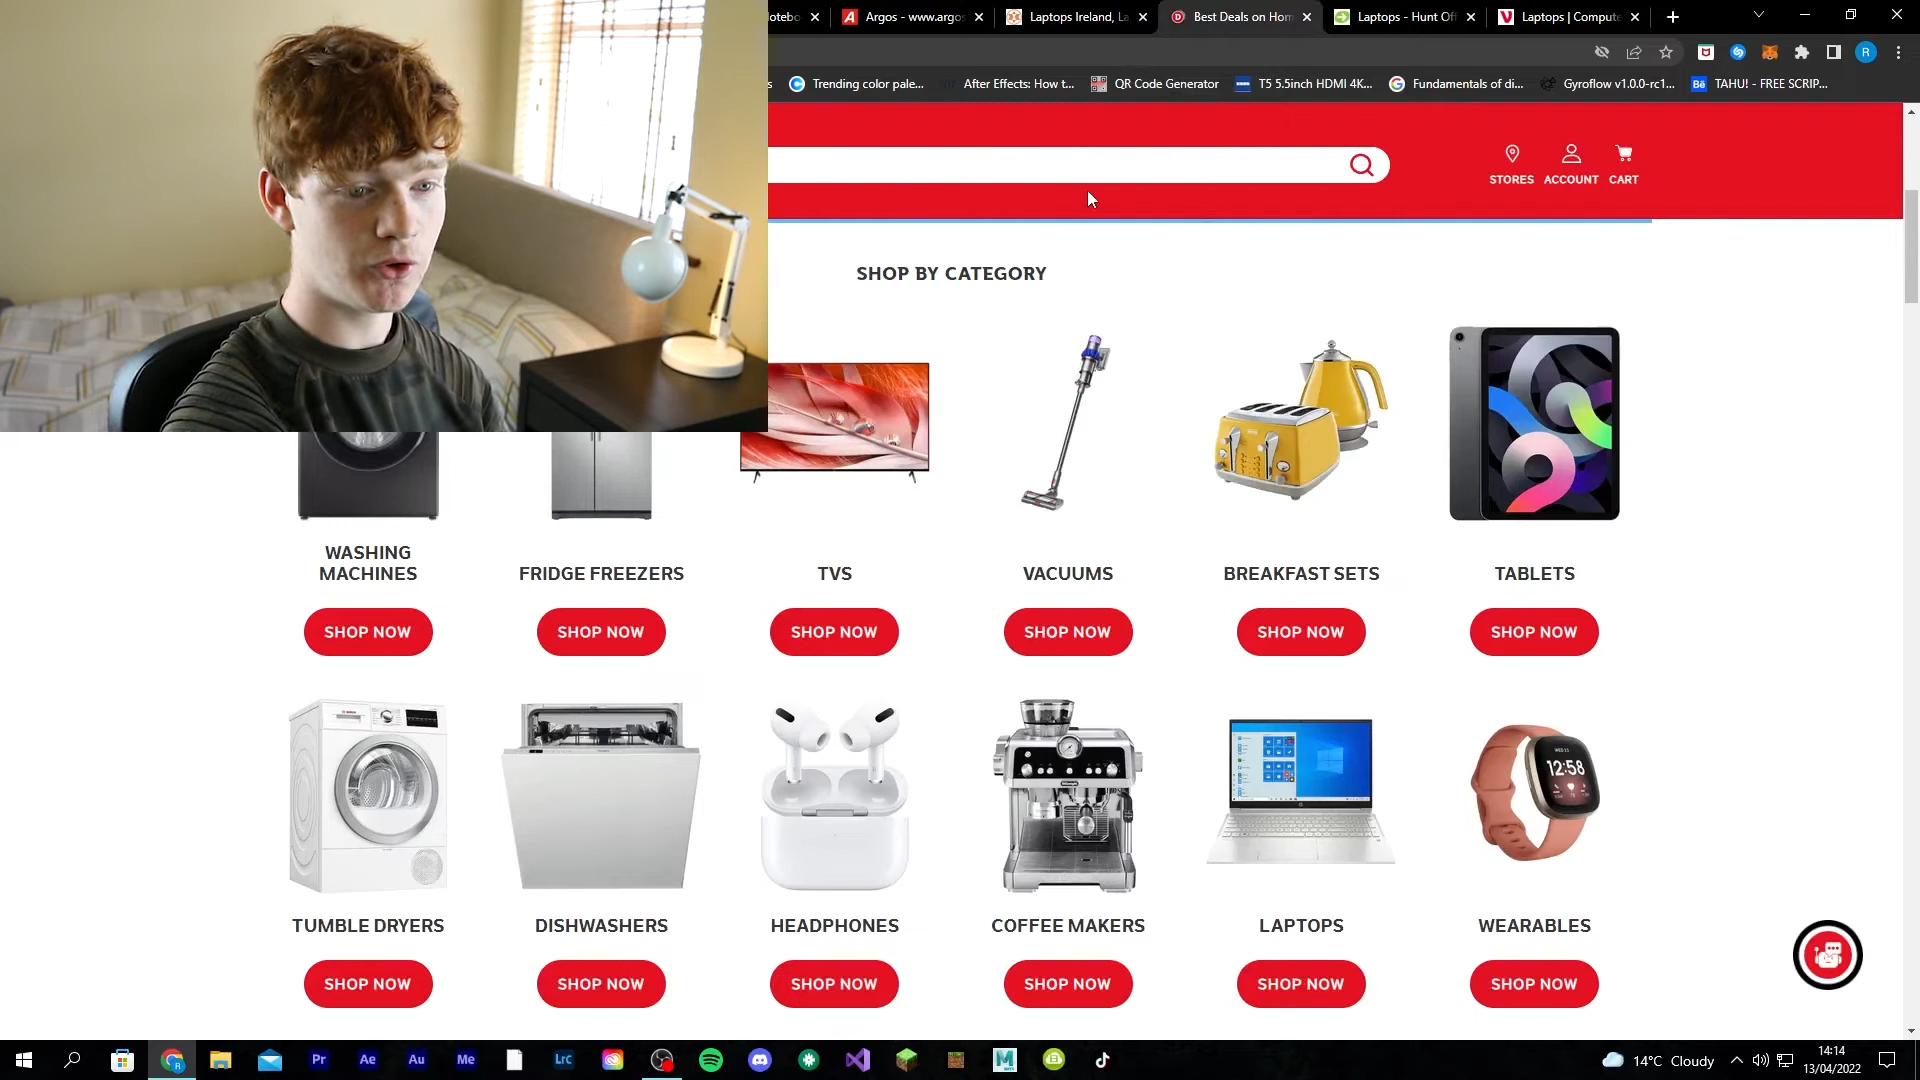 Argos - www.argos
Laptops Ireland, La
Best Deals on Hom
Laptops - Hunt Off
Laptops | Compute
Trending color pale...
After Effects: How t...
QR Code Generator
T5 5.5inch HDMI 4K...
Fundamentals of di...
Gyroflow v1.0.0-rc1...
Bē
TAHU! - FREE SCRIP...
R
STORES
ACCOUNT
CART
SHOP BY CATEGORY
WASHING
MACHINES
FRIDGE FREEZERS
TVS
VACUUMS
BREAKFAST SETS
TABLETS
SHOP NOW
SHOP NOW
SHOP NOW
SHOP NOW
SHOP NOW
SHOP NOW
12:58
TUMBLE DRYERS
DISHWASHERS
HEADPHONES
COFFEE MAKERS
LAPTOPS
WEARABLES
SHOP NOW
SHOP NOW
SHOP NOW
SHOP NOW
SHOP NOW
SHOP NOW
Pr
Ae
Au
Me
Lrc
14°C Cloudy
14:14
13/04/2022